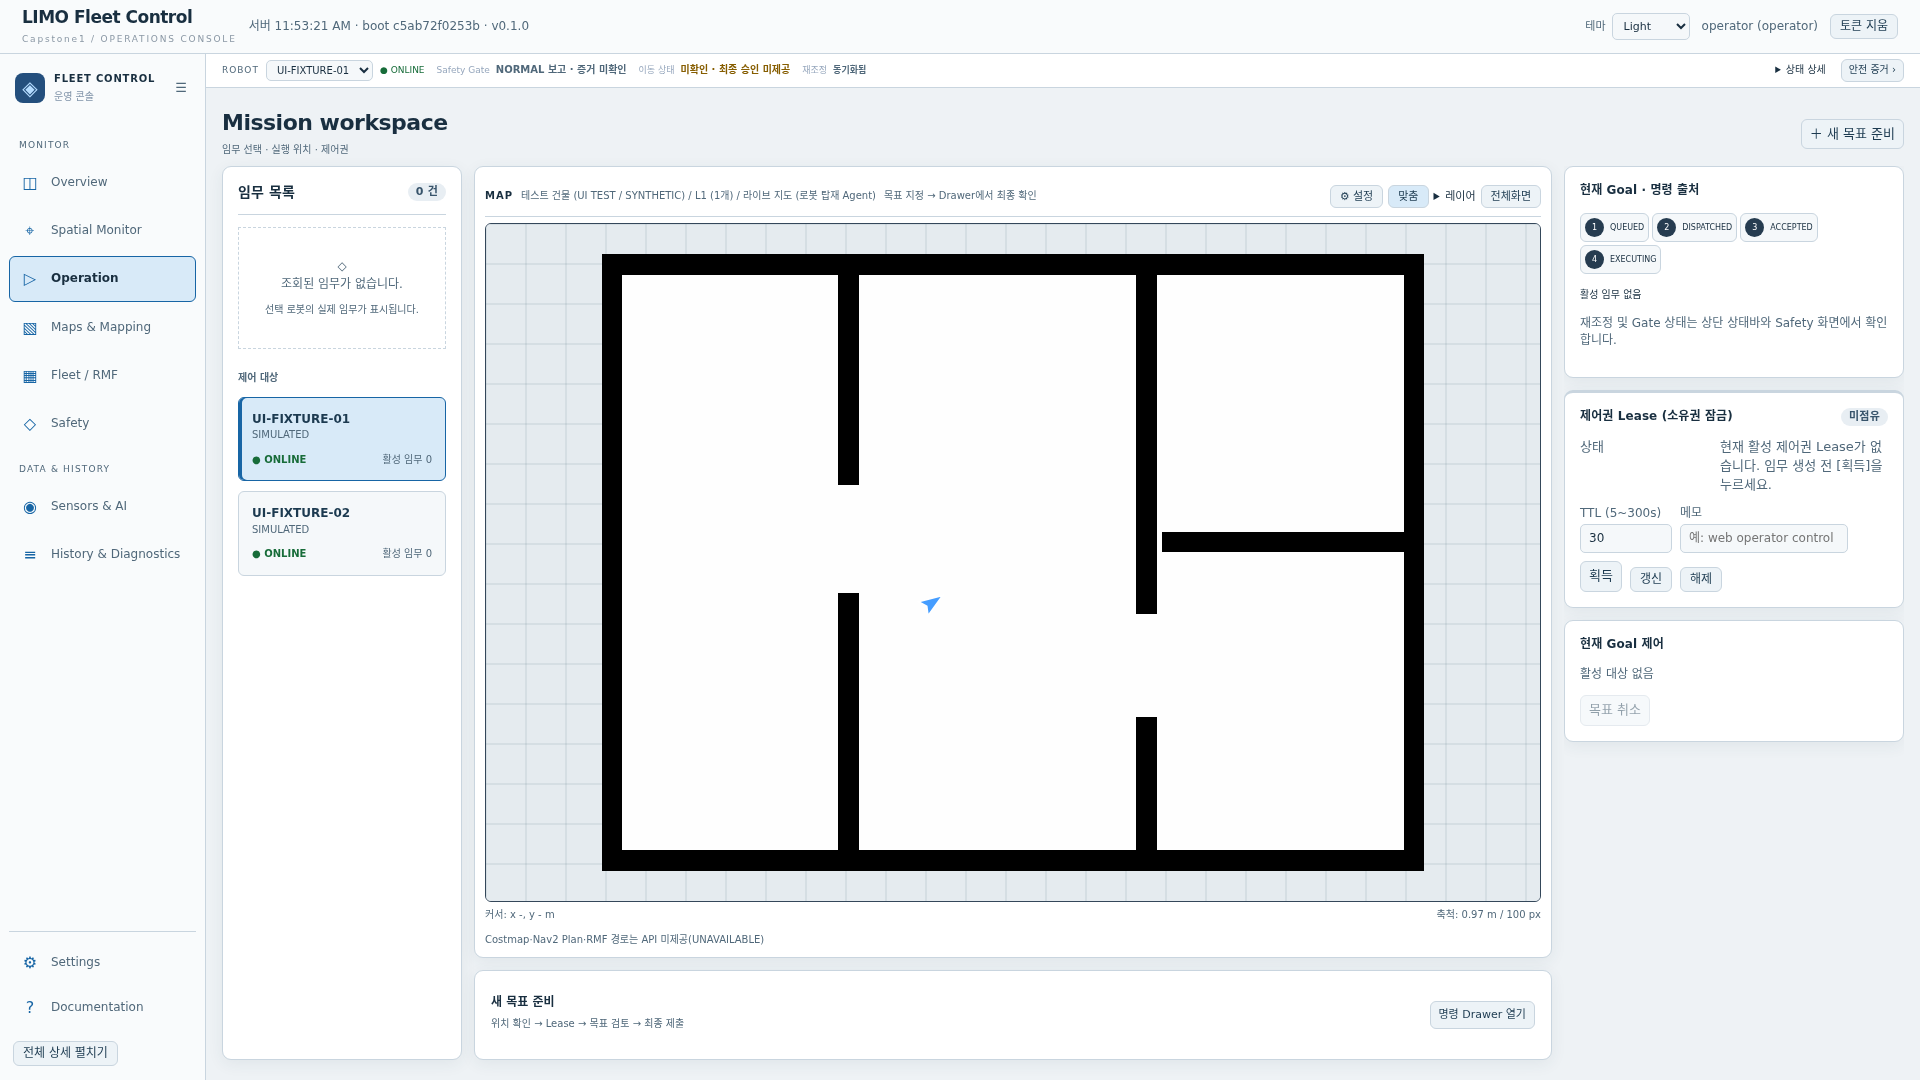 LIMO Fleet Control
Capstone1 / OPERATIONS CONSOLE
서버 11:53:21 AM · boot c5ab72f0253b · v0.1.0
테마
Light
operator (operator)
토큰 지움
FLEET CONTROL
운영 콘솔
MONITOR
Overview
Spatial Monitor
Operation
Maps & Mapping
Fleet / RMF
Safety
DATA & HISTORY
Sensors & AI
History & Diagnostics
Settings
? Documentation
전체 상세 펼치기
ROBOT
UI-FIXTURE-01
● ONLINE
Safety Gate NORMAL 보고 · 증거 미확인
이동 상태 미확인 · 최종 승인 미제공
재조정 동기화됨
▶ 상태 상세
안전 증거 ›
Mission workspace
임무 선택 · 실행 위치 · 제어권
+ 새 목표 준비
임무 목록
0 건
조회된 임무가 없습니다.
선택 로봇의 실제 임무가 표시됩니다.
제어 대상
UI-FIXTURE-01
SIMULATED
● ONLINE
활성 임무 0
UI-FIXTURE-02
SIMULATED
● ONLINE
활성 임무 0
MAP 테스트 건물 (UI TEST / SYNTHETIC) / L1 (1개) / 라이브 지도 (로봇 탑재 Agent) 목표 지정 → Drawer에서 최종 확인
⚙ 설정
맞춤
▶ 레이어
전체화면
커서: x -, y - m
축척: 0.97 m / 100 px
Costmap·Nav2 Plan·RMF 경로는 API 미제공(UNAVAILABLE)
새 목표 준비
위치 확인 → Lease → 목표 검토 → 최종 제출
명령 Drawer 열기
현재 Goal · 명령 출처
1 QUEUED
2 DISPATCHED
3 ACCEPTED
4 EXECUTING
활성 임무 없음
재조정 및 Gate 상태는 상단 상태바와 Safety 화면에서 확인
합니다.
제어권 Lease (소유권 잠금)
미점유
상태
현재 활성 제어권 Lease가 없
습니다. 임무 생성 전 [획득]을
누르세요.
TTL (5~300s)
메모
30
예: web operator control
획득
갱신
해제
현재 Goal 제어
활성 대상 없음
목표 취소